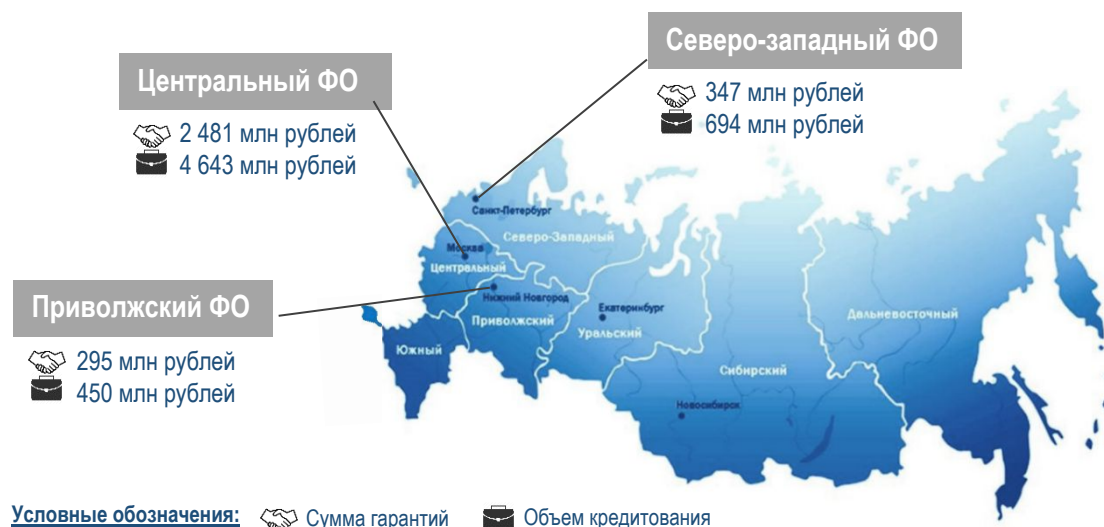 Северо-западный ФО
347 млн рублей
694 млн рублей
Центральный ФО
2 481 млн рублей
4 643 млн рублей
Приволжский ФО
295 млн рублей
450 млн рублей
Санкт-Петербург
Северо-Западный
Москва
Центральный
Нижний Новгород
Приволжский
Екатеринбург
Уральский
Южный
Дальневосточный
Сибирский
Новосибирск
Условные обозначения: Сумма гарантий Объем кредитования